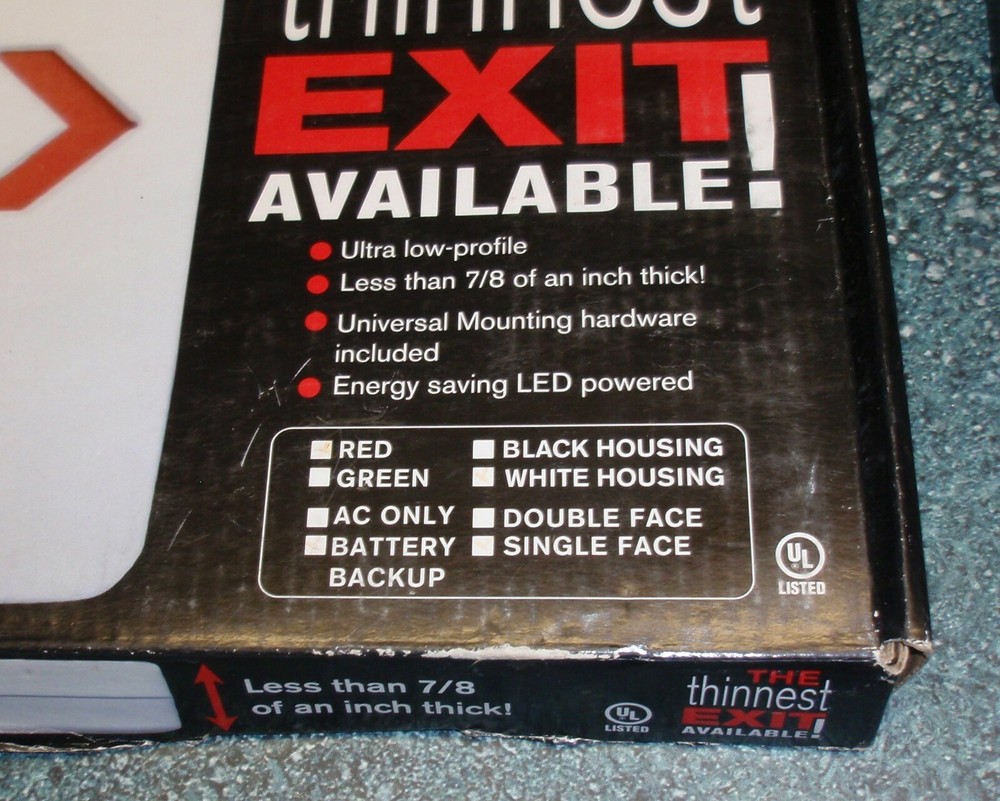 thinnest
EXIT
AVAILABLE!
Ultra low-profile
Less than 7/8 of an inch thick!
Universal Mounting hardware
included
Energy saving LED powered
RED
BLACK HOUSING
GREEN
WHITE HOUSING
AC ONLY
DOUBLE FACE
BATTERY
SINGLE FACE
BACKUP
UL
LISTED
Less than 7/8
of an inch thick!
UL
LISTED
THE
thinnest
EXIT
AVAILABLE!